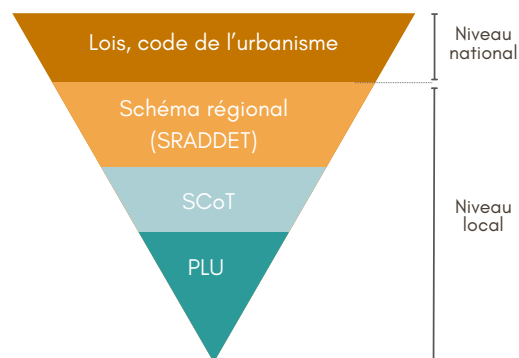 Lois, code de l'urbanisme
Niveau
national
Schéma régional
(SRADDET)
SCoT
Niveau
local
PLU